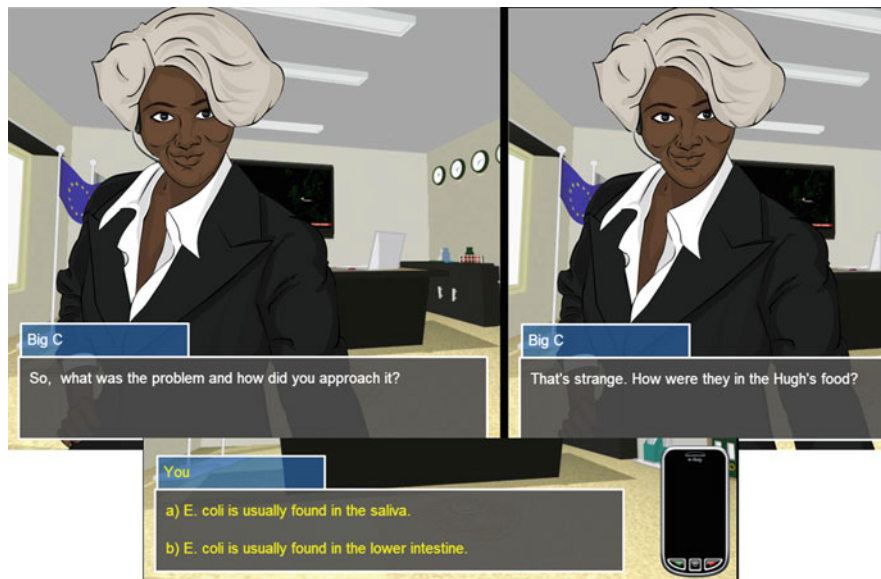 Big C
So, what was the problem and how did you approach it?
Big C
That's strange. How were they in the Hugh's food?
You
a) E. coli is usually found in the saliva.
b) E. coli is usually found in the lower intestine.
e-Bug